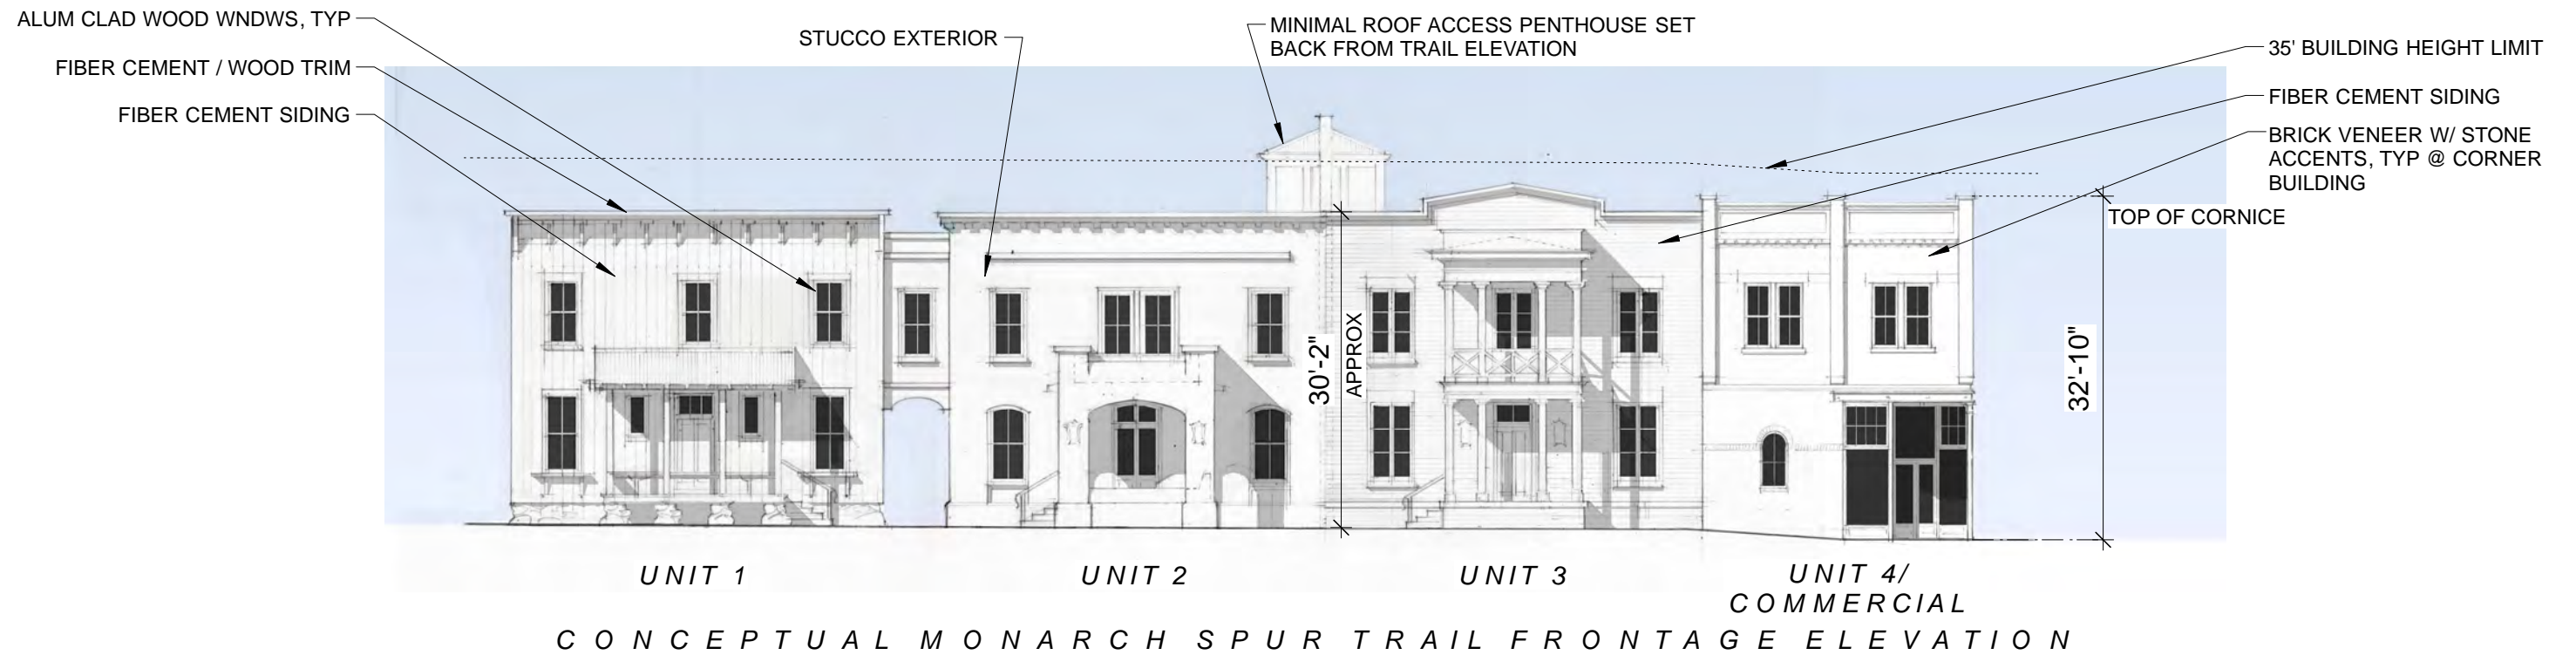 ALUM CLAD WOOD WNDWS, TYP
FIBER CEMENT / WOOD TRIM
FIBER CEMENT SIDING
STUCCO EXTERIOR
MINIMAL ROOF ACCESS PENTHOUSE SET
BACK FROM TRAIL ELEVATION
35' BUILDING HEIGHT LIMIT
FIBER CEMENT SIDING
BRICK VENEER W/ STONE
ACCENTS, TYP @ CORNER
BUILDING
TOP OF CORNICE
30'-2"
APPROX
32'-10"
UNIT 1
UNIT 2
UNIT 3
UNIT 4/
COMMERCIAL
CONCEPTUAL MONARCH SPUR TRAIL FRONTAGE ELEVATION